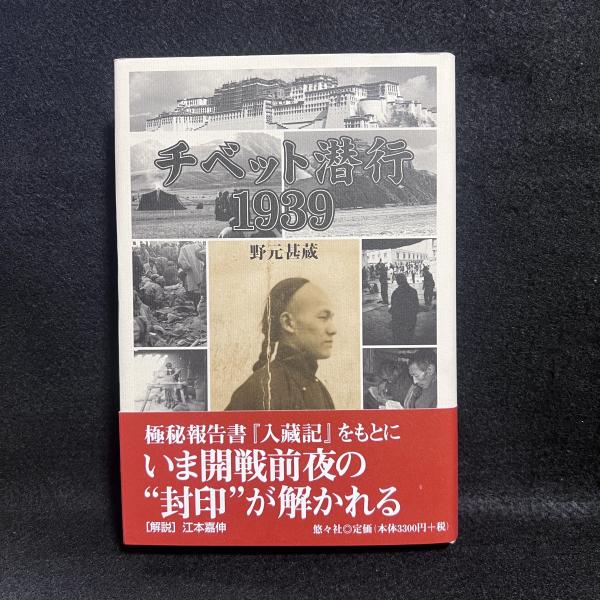 チベット潜行
1939
野元甚蔵
極秘報告書『入藏記』をもとに
いま開戦前夜の
“封印”が解かれる
[解説] 江本嘉伸
悠々社◎定価(本体3300円+税)